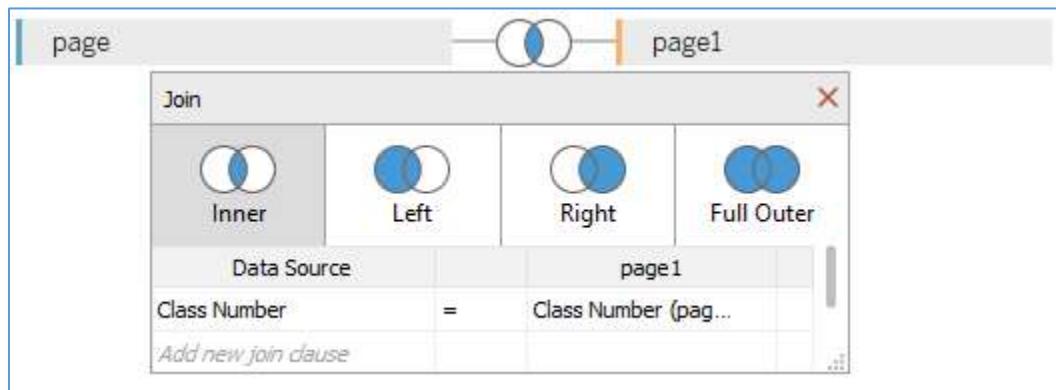 page page1
Join
Inner Left Right Full Outer
Data Source page1
Class Number = Class Number (pag...
Add new join clause